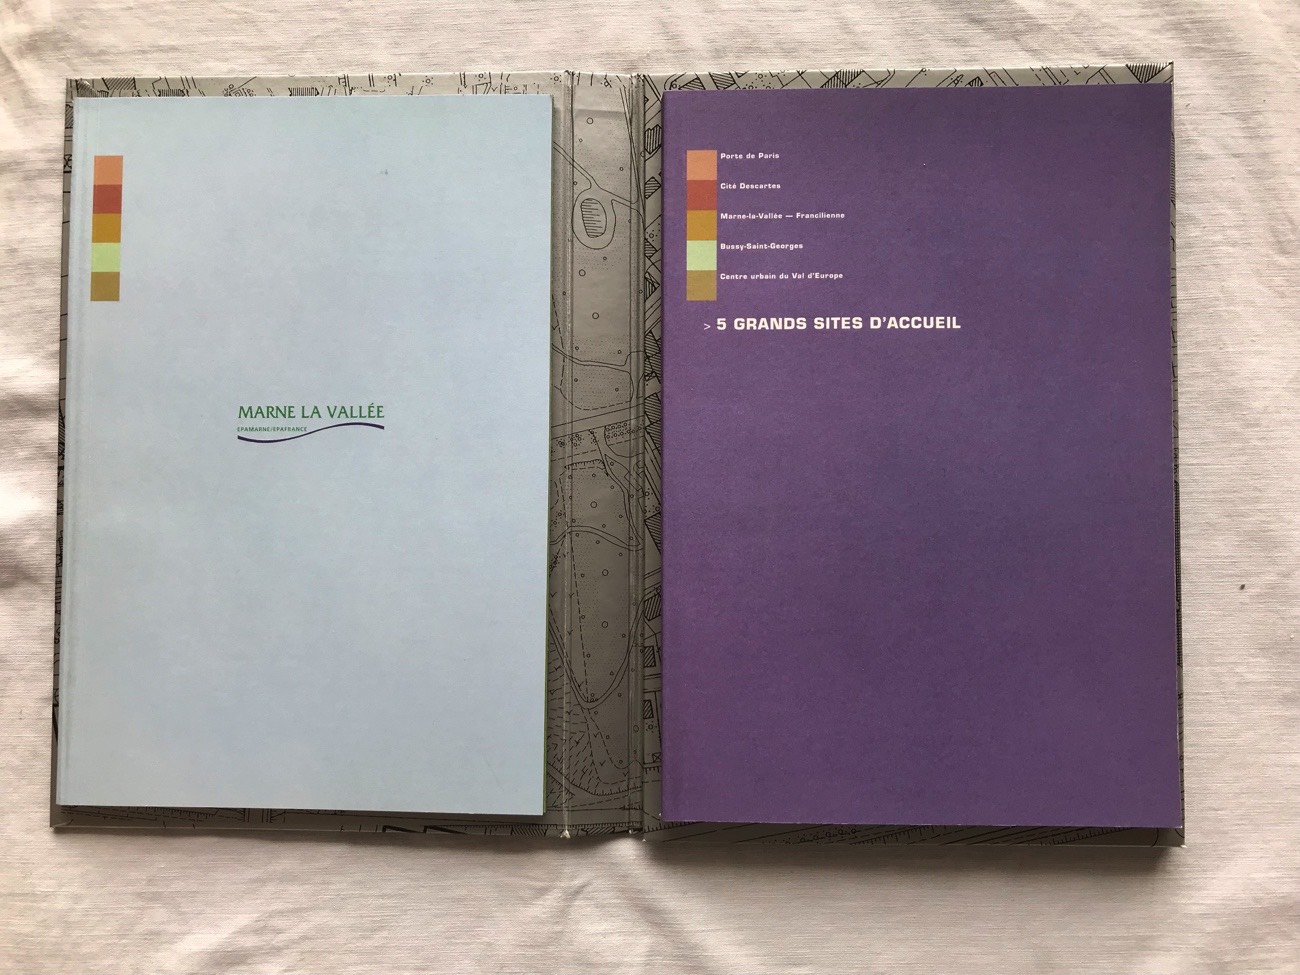 MARNE LA VALLÉE
EPAMARNE/EPAFRANCE
Porte de Paris
Cité Descartes
Marne-la-Vallée — Francilienne
Bussy-Saint-Georges
Centre urbain du Val d'Europe
> 5 GRANDS SITES D'ACCUEIL